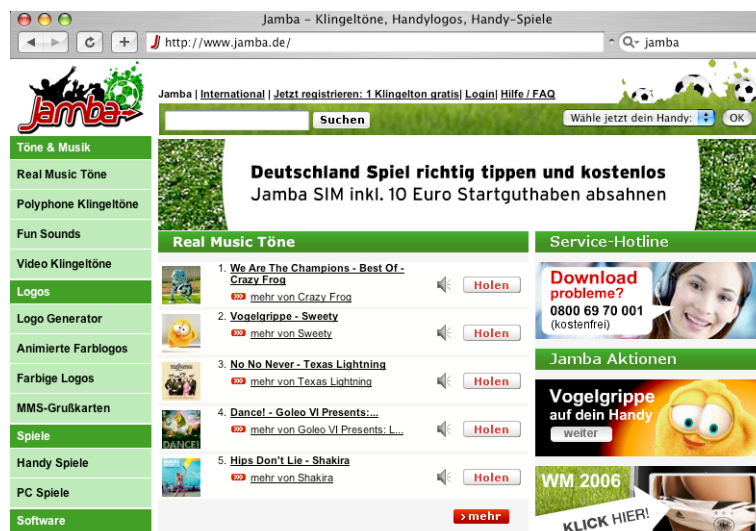 Jamba – Klingeltöne, Handylogos, Handy-Spiele
http://www.jamba.de/
jamba
Jamba
Jamba | International | Jetzt registrieren: 1 Klingelton gratis| Login| Hilfe / FAQ
Suchen
Wähle jetzt dein Handy:
OK
Töne & Musik
Real Music Töne
Polyphone Klingeltöne
Fun Sounds
Video Klingeltöne
Logos
Logo Generator
Animierte Farblogos
Farbige Logos
MMS-Grußkarten
Spiele
Handy Spiele
PC Spiele
Software
Deutschland Spiel richtig tippen und kostenlos
Jamba SIM inkl. 10 Euro Startguthaben absahnen
Real Music Töne
1. We Are The Champions - Best Of -
Crazy Frog
mehr von Crazy Frog
Holen
2. Vogelgrippe - Sweety
mehr von Sweety
Holen
3. No No Never - Texas Lightning
mehr von Texas Lightning
Holen
4. Dance! - Goleo VI Presents:...
mehr von Goleo VI Presents: L...
Holen
DANCE!
5. Hips Don't Lie - Shakira
mehr von Shakira
Holen
mehr
Service-Hotline
Download
probleme?
0800 69 70 001
(kostenfrei)
Jamba Aktionen
Vogelgrippe
auf dein Handy
weiter
WM 2006
KLICK HIER!